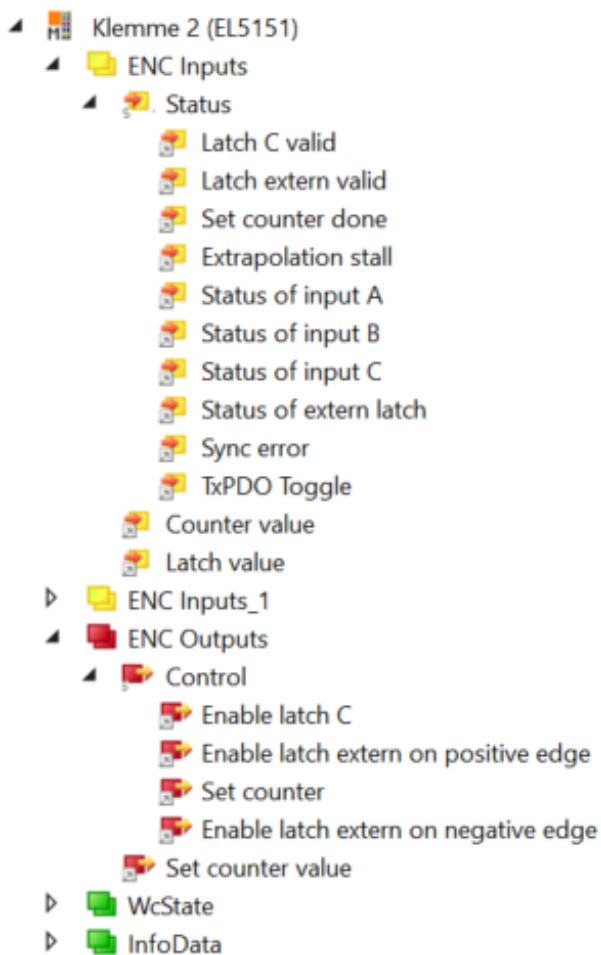 Klemme 2 (EL5151)
ENC Inputs
Status
Latch C valid
Latch extern valid
Set counter done
Extrapolation stall
Status of input A
Status of input B
Status of input C
Status of extern latch
Sync error
TxPDO Toggle
Counter value
Latch value
ENC Inputs_1
ENC Outputs
Control
Enable latch C
Enable latch extern on positive edge
Set counter
Enable latch extern on negative edge
Set counter value
WcState
InfoData